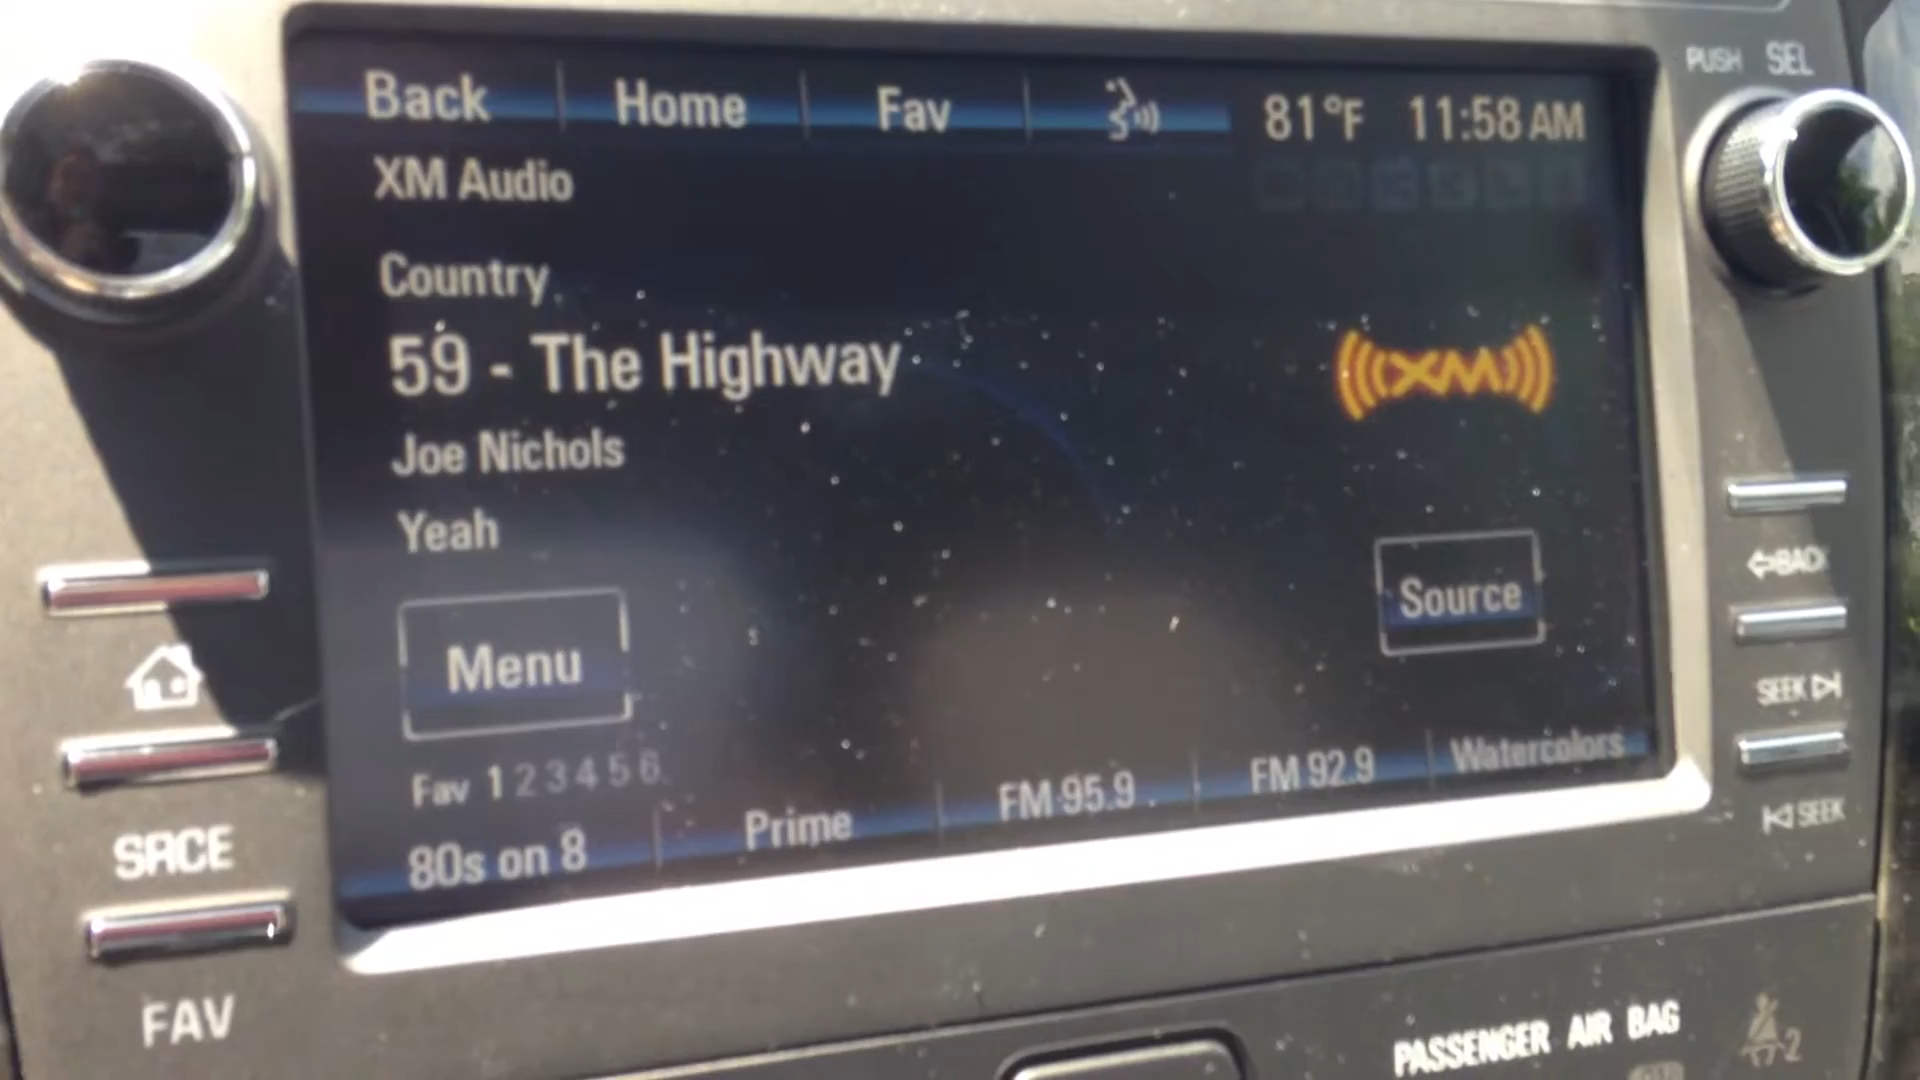 PUSH SEL
Back Home Fav 81°F 11:58 AM
XM Audio
Country
59 - The Highway
XM
Joe Nichols
Yeah
Menu
Source
Fav 1 2 3 4 5 6
80s on 8 Prime FM 95.9 FM 92.9 Watercolors
BACK
SEEK
SEEK
SRCE
FAV
PASSENGER AIR BAG
2